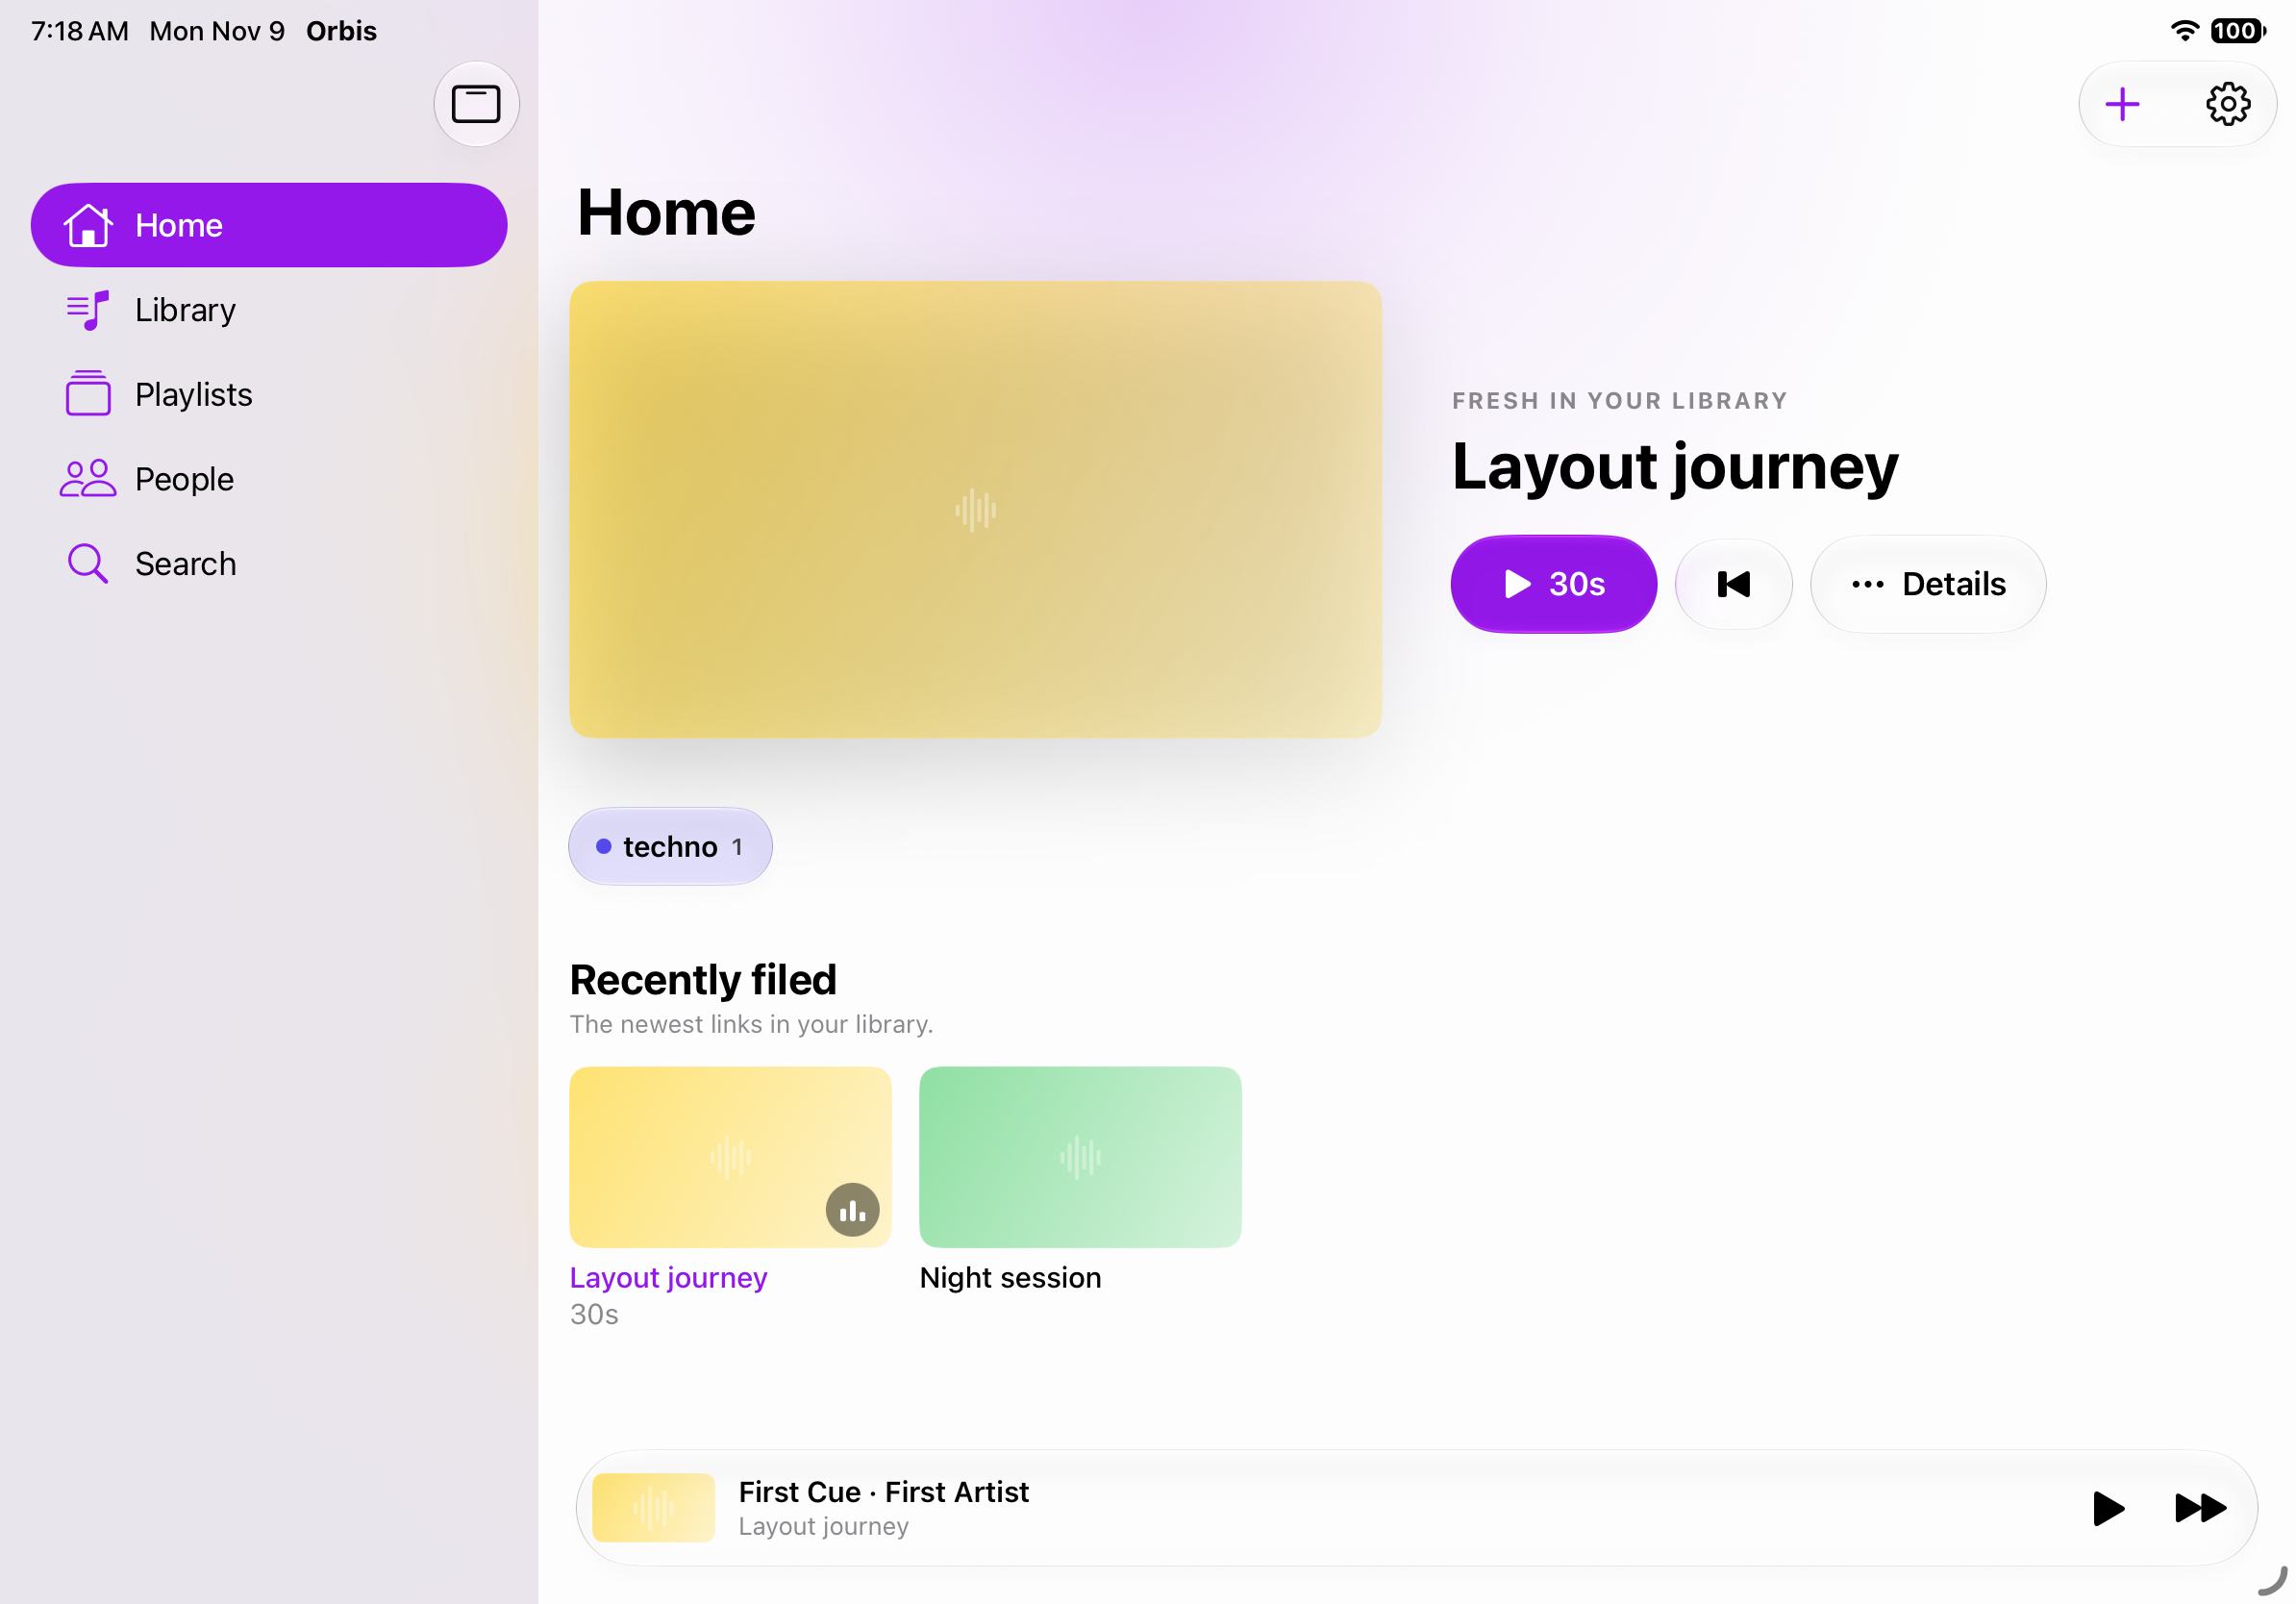 7:18 AM Mon Nov 9 Orbis
100
Home
Library
Playlists
People
Search
Home
FRESH IN YOUR LIBRARY
Layout journey
30s
Details
techno 1
Recently filed
The newest links in your library.
Layout journey
30s
Night session
First Cue · First Artist
Layout journey